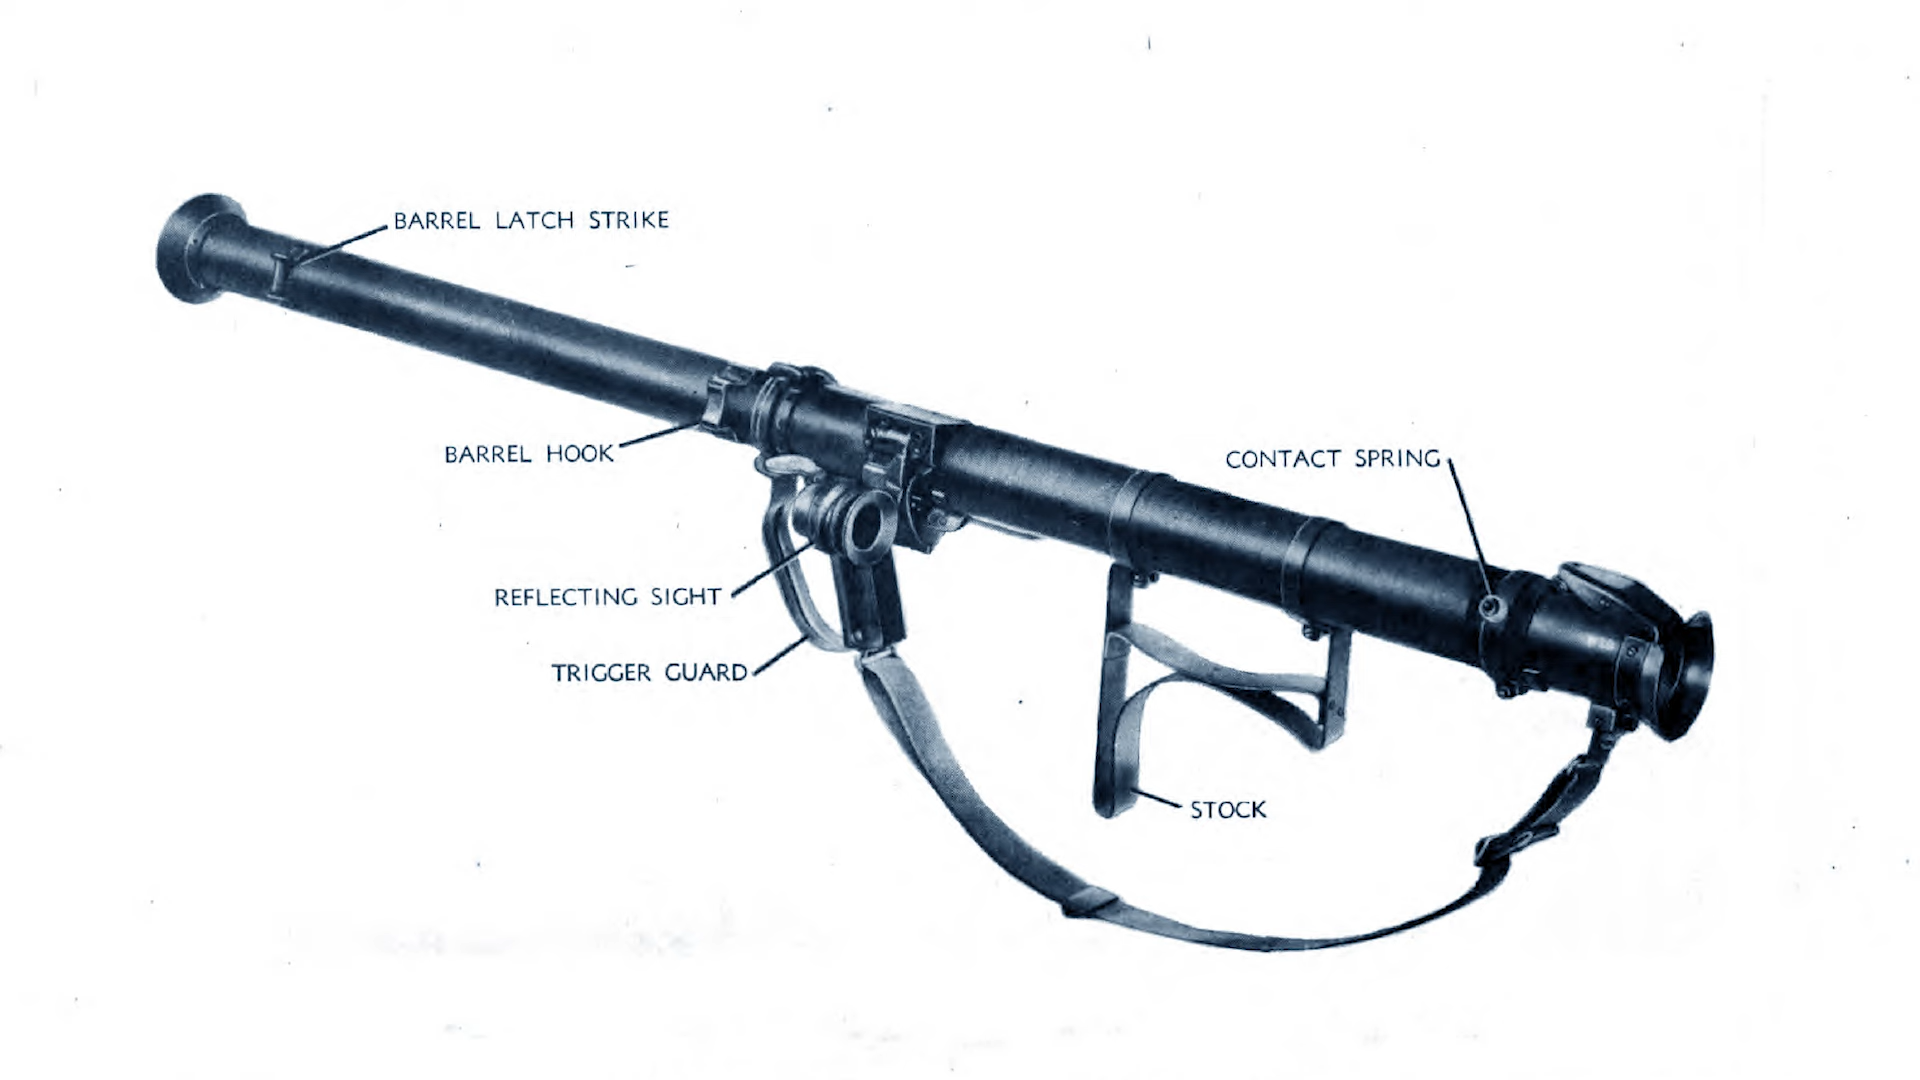 BARREL LATCH STRIKE
BARREL HOOK
CONTACT SPRING
REFLECTING SIGHT
TRIGGER GUARD
STOCK